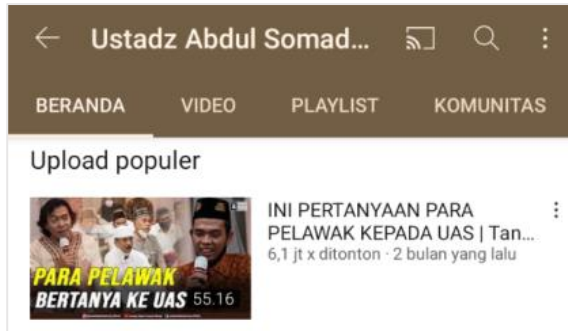 Ustadz Abdul Somad...
BERANDA VIDEO PLAYLIST KOMUNITAS
Upload populer
INI PERTANYAAN PARA
PELAWAK KEPADA UAS | Tan...
6,1 jt x ditonton · 2 bulan yang lalu
PARA PELAWAK
BERTANYA KE UAS 55.16